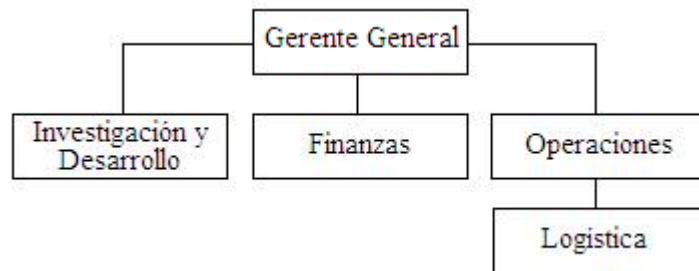 Gerente General
Investigación y
Desarrollo
Finanzas
Operaciones
Logistica